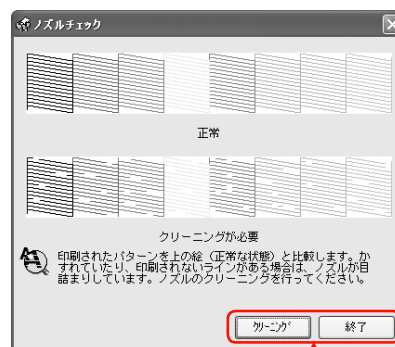 ノズルチェック
正常
クリーニングが必要
印刷されたパターンを上の絵（正常な状態）と比較します。か
すれていたり、印刷されないラインがある場合は、ノズルが目
詰まりしています。ノズルのクリーニングを行ってください。
ｸﾘｰﾆﾝｸﾞ 終了